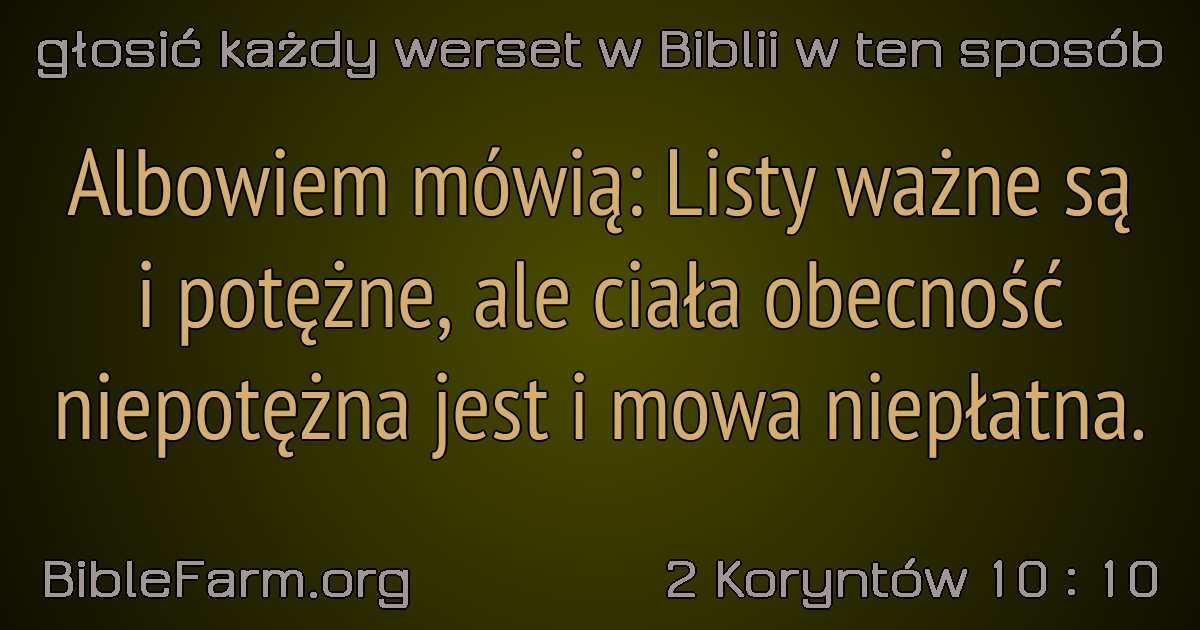 głosić każdy werset w Biblii w ten sposób
Albowiem mówią: Listy ważne są
i potężne, ale ciała obecność
niepotężna jest i mowa niepłatna.
BibleFarm.org
2 Koryntów 10 : 10